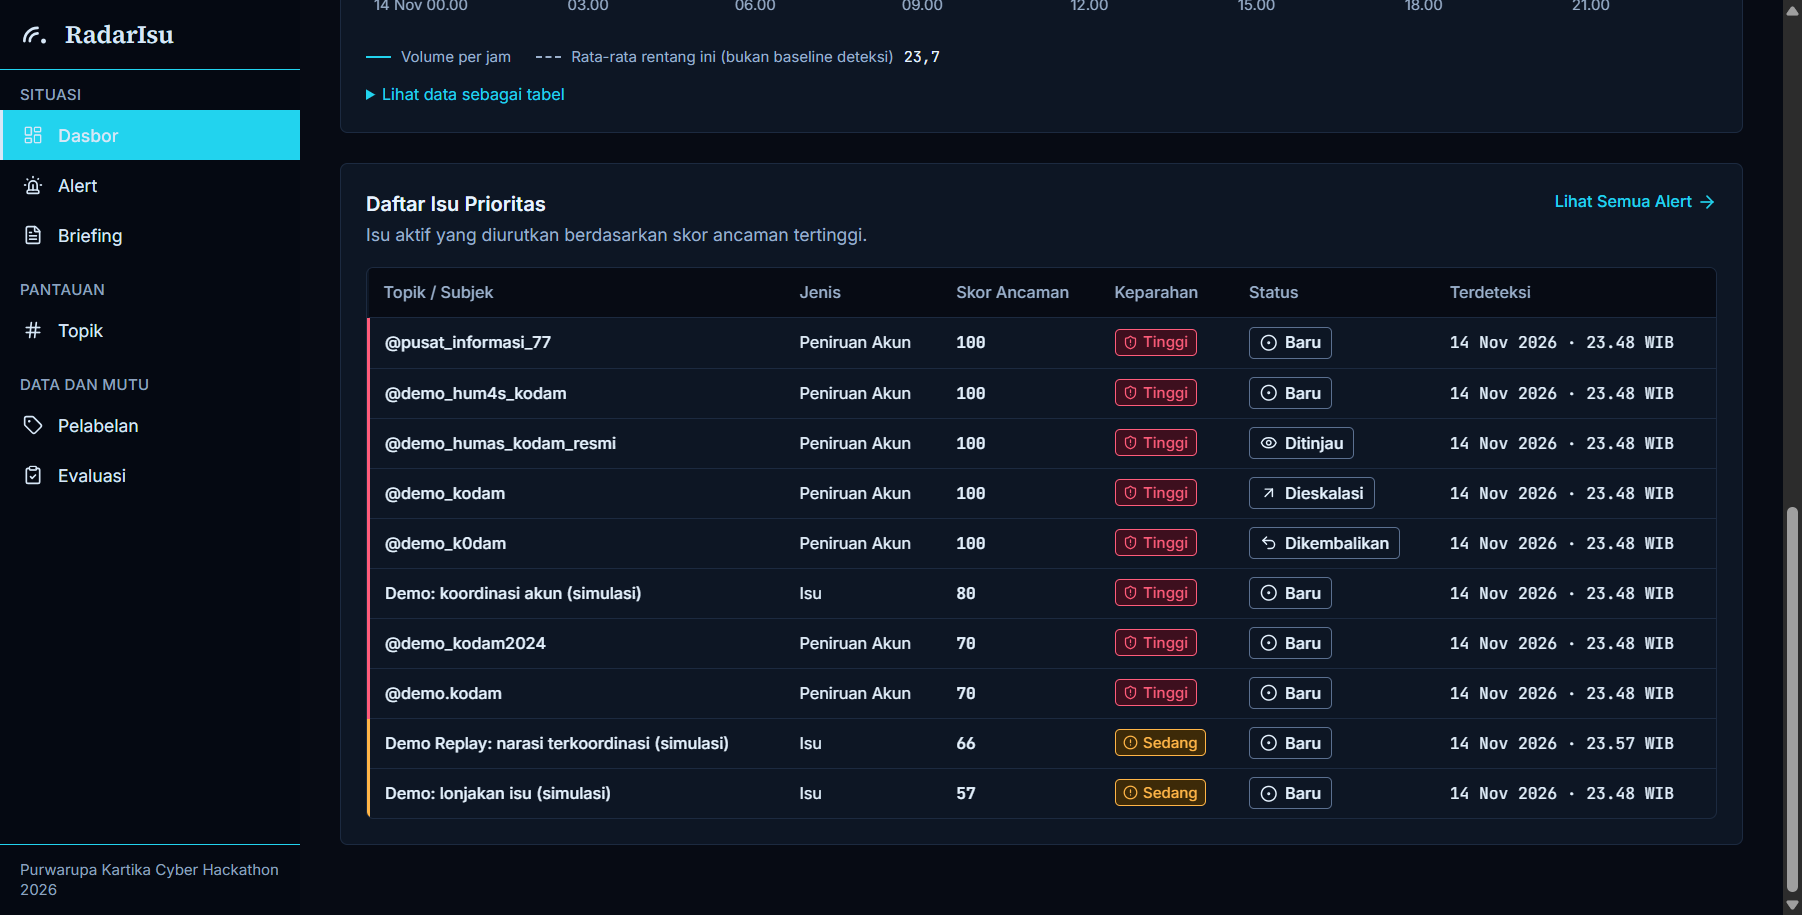 RadarIsu
SITUASI
Dasbor
Alert
Briefing
PANTAUAN
Topik
DATA DAN MUTU
Pelabelan
Evaluasi
Purwarupa Kartika Cyber Hackathon
2026
14 Nov 00.00 03.00 06.00 09.00 12.00 15.00 18.00 21.00
Volume per jam Rata-rata rentang ini (bukan baseline deteksi) 23,7
Lihat data sebagai tabel
Daftar Isu Prioritas
Lihat Semua Alert →
Isu aktif yang diurutkan berdasarkan skor ancaman tertinggi.
Topik / Subjek Jenis Skor Ancaman Keparahan Status Terdeteksi
@pusat_informasi_77 Peniruan Akun 100 Tinggi Baru 14 Nov 2026 · 23.48 WIB
@demo_hum4s_kodam Peniruan Akun 100 Tinggi Baru 14 Nov 2026 · 23.48 WIB
@demo_humas_kodam_resmi Peniruan Akun 100 Tinggi Ditinjau 14 Nov 2026 · 23.48 WIB
@demo_kodam Peniruan Akun 100 Tinggi Dieskalasi 14 Nov 2026 · 23.48 WIB
@demo_k0dam Peniruan Akun 100 Tinggi Dikembalikan 14 Nov 2026 · 23.48 WIB
Demo: koordinasi akun (simulasi) Isu 80 Tinggi Baru 14 Nov 2026 · 23.48 WIB
@demo_kodam2024 Peniruan Akun 70 Tinggi Baru 14 Nov 2026 · 23.48 WIB
@demo.kodam Peniruan Akun 70 Tinggi Baru 14 Nov 2026 · 23.48 WIB
Demo Replay: narasi terkoordinasi (simulasi) Isu 66 Sedang Baru 14 Nov 2026 · 23.57 WIB
Demo: lonjakan isu (simulasi) Isu 57 Sedang Baru 14 Nov 2026 · 23.48 WIB